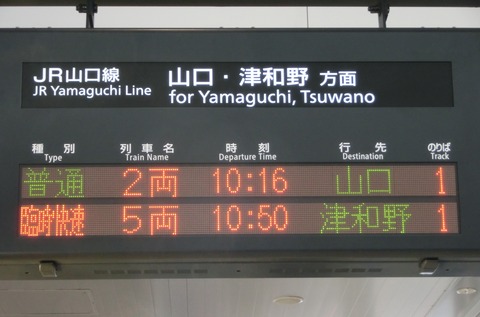 JR山口線 山口・津和野 方面
JR Yamaguchi Line for Yamaguchi, Tsuwano
種別 列車名 時刻 行先 のりば
Type Train Name Departure Time Destination Track
普通 2両 10:16 山口 1
臨時快速 5両 10:50 津和野 1